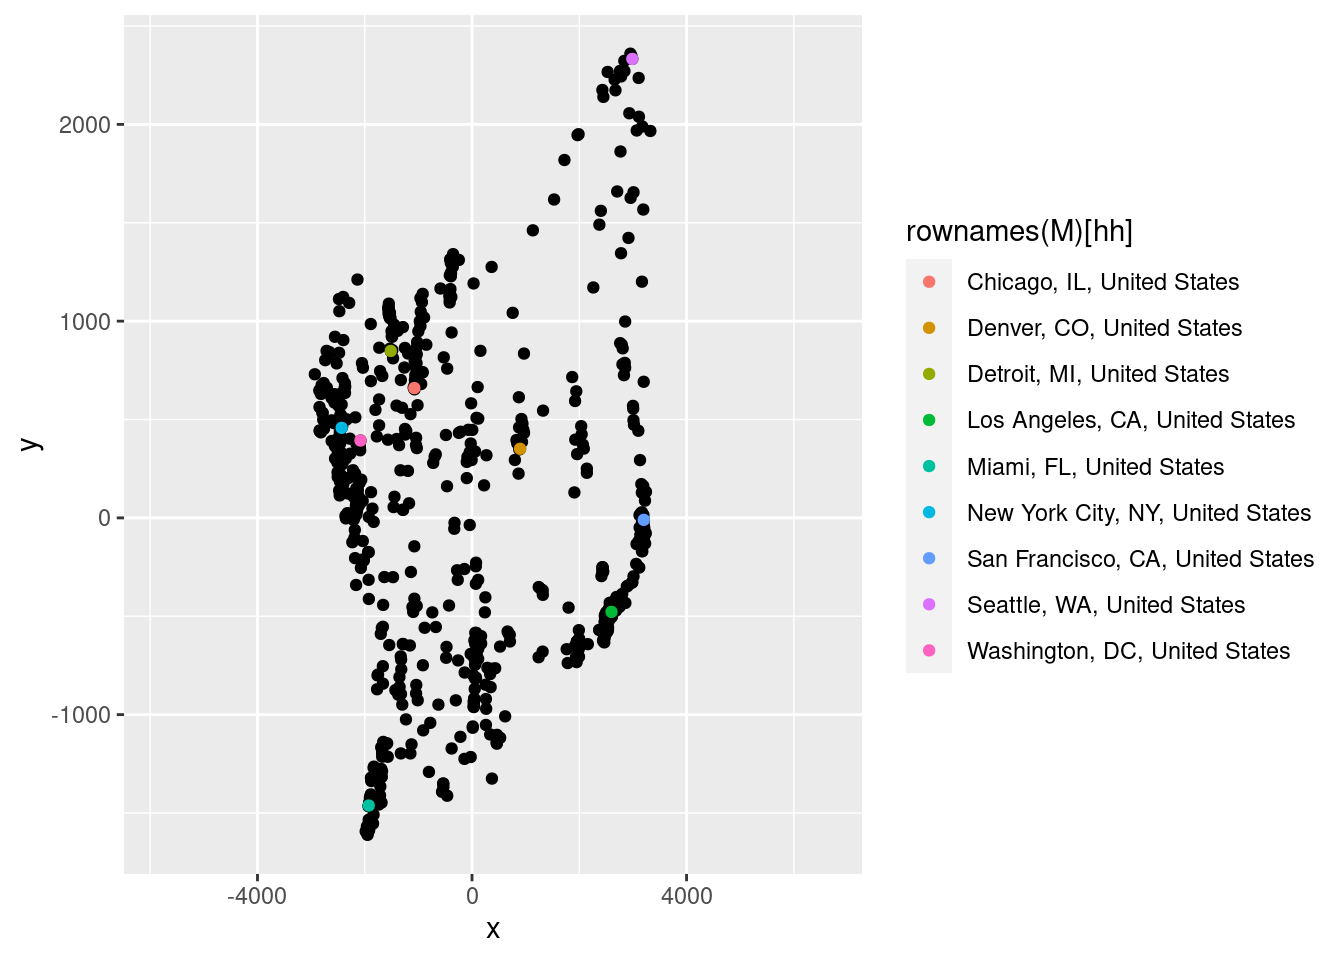 2000
1000
0
-1000
y
-4000
0
4000
x
rownames(M)[hh]
Chicago, IL, United States
Denver, CO, United States
Detroit, MI, United States
Los Angeles, CA, United States
Miami, FL, United States
New York City, NY, United States
San Francisco, CA, United States
Seattle, WA, United States
Washington, DC, United States